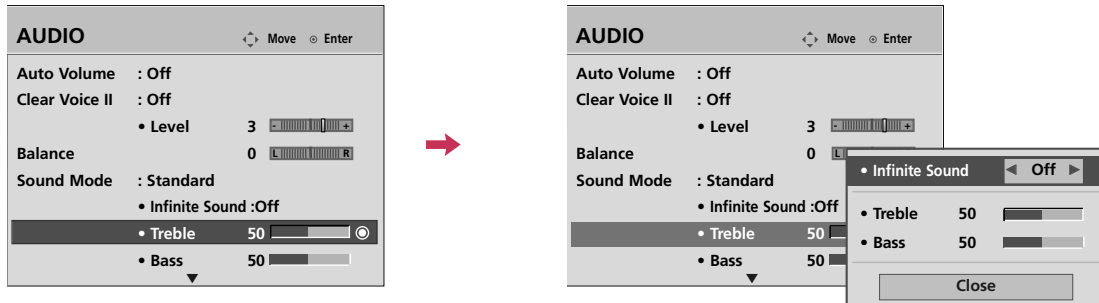 AUDIO Move Enter
Auto Volume : Off
Clear Voice II : Off
• Level 3 - +
Balance 0 L R
Sound Mode : Standard
• Infinite Sound :Off
• Treble 50
• Bass 50
AUDIO Move Enter
Auto Volume : Off
Clear Voice II : Off
• Level 3 - +
Balance 0 L
Sound Mode : Standard
• Infinite Sound :Off
• Treble 50
• Bass 50
• Infinite Sound Off
• Treble 50
• Bass 50
Close